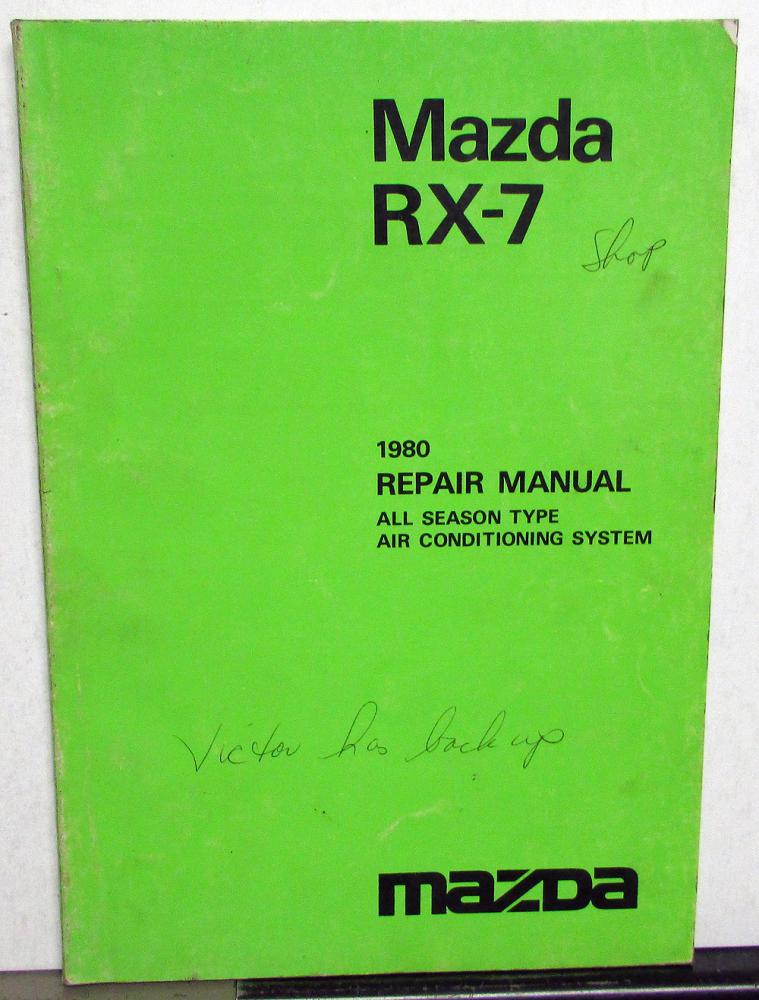 Mazda
RX-7
Shop
1980
REPAIR MANUAL
ALL SEASON TYPE
AIR CONDITIONING SYSTEM
Victor has back up
mazda